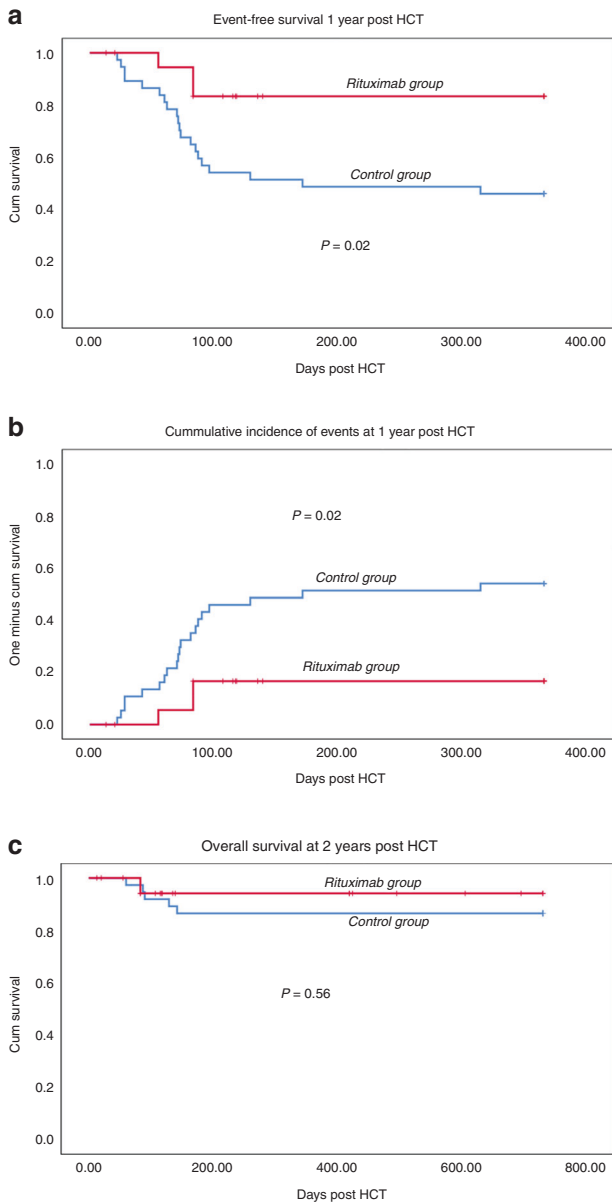 a
Event-free survival 1 year post HCT
1.0
0.8
0.6
0.4
0.2
0.0
Cum survival
Rituximab group
Control group
P = 0.02
0.00 100.00 200.00 300.00 400.00
Days post HCT
b
Cummulative incidence of events at 1 year post HCT
1.0
0.8
0.6
0.4
0.2
0.0
One minus cum survival
P = 0.02
Control group
Rituximab group
0.00 100.00 200.00 300.00 400.00
Days post HCT
c
Overall survival at 2 years post HCT
1.0
0.8
0.6
0.4
0.2
0.0
Cum survival
Rituximab group
Control group
P = 0.56
0.00 200.00 400.00 600.00 800.00
Days post HCT